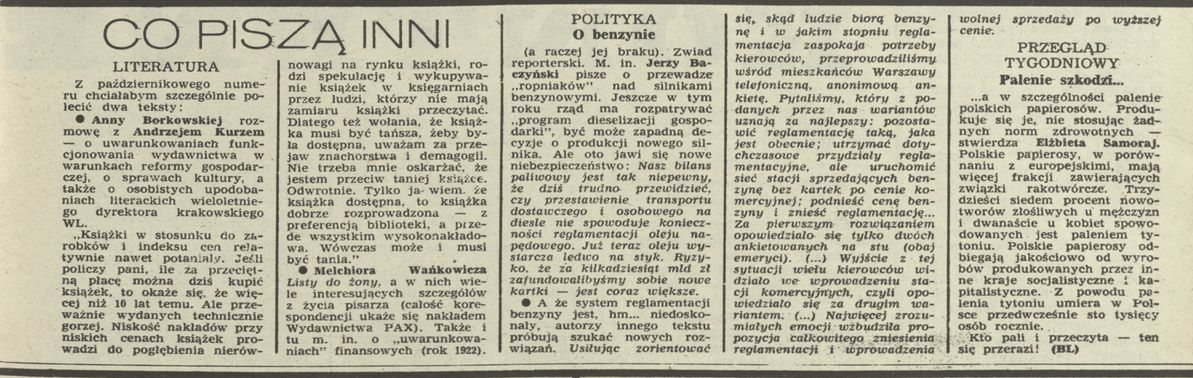 CO PISZĄ INNI
LITERATURA
Z październikowego nume-
ru chciałabym szczególnie po-
lecić dwa teksty:
● Anny Borkowskiej roz-
mowę z Andrzejem Kurzem
— o uwarunkowaniach funk-
cjonowania wydawnictwa w
warunkach reformy gospodar-
czej, o sprawach kultury, a
także o osobistych upodoba-
niach literackich wieloletnie-
go dyrektora krakowskiego
WL.
„Książki w stosunku do za-
robków i indeksu cen rela-
tywnie nawet potaniały. Jeśli
policzy pani, ile za przecięt-
ną płacę można dziś kupić
książek, to okaże się, że wię-
cej niż 10 lat temu. Ale prze-
ważnie wydanych technicznie
gorzej. Niskość nakładów przy
niskich cenach książek pro-
wadzi do pogłębienia nierów-
nowagi na rynku książki, ro-
dzi spekulację i wykupywa-
nie książek w księgarniach
przez ludzi, którzy nie mają
zamiaru książki przeczytać.
Dlatego też wołania, że książ-
ka musi być tańsza, żeby by-
ła dostępna, uważam za prze-
jaw znachorstwa i demagogii.
Nie trzeba mnie oskarżać, że
jestem przeciw taniej książce.
Odwrotnie. Tylko ja wiem, że
książka dostępna, to książka
dobrze rozprowadzona — z
preferencją biblioteki, a prze-
de wszystkim wysokonakłado-
wa. Wówczas może i musi
być tania."
● Melchiora Wańkowicza
Listy do żony, a w nich wie-
le interesujących szczegółów
z życia pisarza (całość kore-
spondencji ukaże się nakładem
Wydawnictwa PAX). Także i
tu m. in. o „uwarunkowa-
niach" finansowych (rok 1922).
POLITYKA
O benzynie
(a raczej jej braku). Zwiad
reporterski. M. in. Jerzy Ba-
czyński pisze o przewadze
„ropniaków" nad silnikami
benzynowymi. Jeszcze w tym
roku rząd ma rozpatrywać
„program dieselizacji gospo-
darki", być może zapadną de-
cyzje o produkcji nowego sil-
nika. Ale oto jawi się nowe
niebezpieczeństwo: Nasz bilans
paliwowy jest tak niepewny,
że dziś trudno przewidzieć,
czy przestawienie transportu
dostawczego i osobowego na
diesle nie spowoduje koniecz-
ności reglamentacji oleju na-
pędowego. Już teraz oleju wy-
starcza ledwo na styk. Ryzy-
ko, że za kilkadziesiąt mld zł
zafundowalibyśmy sobie nowe
kartki — jest coraz większe.
● A że system reglamentacji
benzyny jest, hm... niedosko-
nały, autorzy innego tekstu
próbują szukać nowych roz-
wiązań. Usiłując zorientować
się, skąd ludzie biorą benzy-
nę i w jakim stopniu regla-
mentacja zaspokaja potrzeby
kierowców, przeprowadziliśmy
wśród mieszkańców Warszawy
telefoniczną, anonimową an-
kietę. Pytaliśmy, który z po-
danych przez nas wariantów
uznają za najlepszy: pozosta-
wić reglamentację taką, jaka
jest obecnie; utrzymać doty-
chczasowe przydziały regla-
mentacyjne, ale uruchomić
sieć stacji sprzedających ben-
zynę bez kartek po cenie ko-
mercyjnej; podnieść cenę ben-
zyny i znieść reglamentację...
Za pierwszym rozwiązaniem
opowiedziało się tylko dwóch
ankietowanych na stu (obaj
emeryci). (...) Wyjście z tej
sytuacji wielu kierowców wi-
działo we wprowadzeniu sta-
cji komercyjnych, czyli opo-
wiedziało się za drugim wa-
riantem. (...) Najwięcej zrozu-
miałych emocji wzbudziła pro-
pozycja całkowitego zniesienia
reglamentacji i wprowadzenia
wolnej sprzedaży po wyższej
cenie.
PRZEGLĄD
TYGODNIOWY
Palenie szkodzi...
...a w szczególności palenie
polskich papierosów. Produ-
kuje się je, nie stosując żad-
nych norm zdrowotnych —
stwierdza Elżbieta Samoraj.
Polskie papierosy, w porów-
naniu z europejskimi, mają
więcej frakcji zawierających
związki rakotwórcze. Trzy-
dzieści siedem procent nowo-
tworów złośliwych u mężczyzn
i dwanaście u kobiet spowo-
dowanych jest paleniem ty-
toniu. Polskie papierosy od-
biegają jakościowo od wyro-
bów produkowanych przez in-
ne kraje socjalistyczne i ka-
pitalistyczne. Z powodu pa-
lenia tytoniu umiera w Pol-
sce przedwcześnie sto tysięcy
osób rocznie.
Kto pali i przeczyta — ten
się przerazi! (BL)